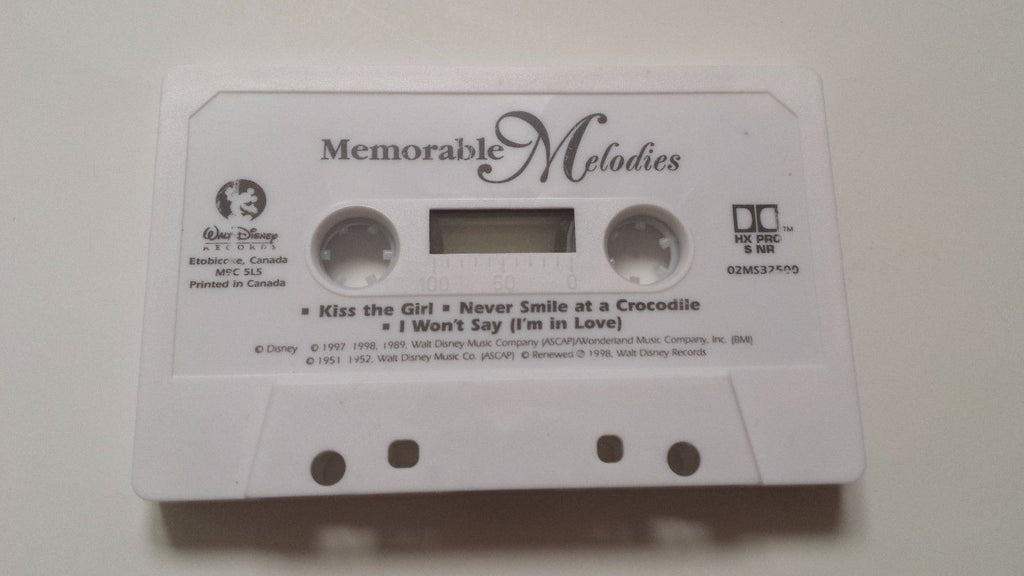 Memorable Melodies
WALT DISNEY
RECORDS
Etobicoke, Canada
M9C 5L5
Printed in Canada
HX PRO
S NR
TM
100 50 0
▪ Kiss the Girl ▪ Never Smile at a Crocodile
▪ I Won't Say (I'm in Love)
© Disney © 1997 1998, 1989, Walt Disney Music Company (ASCAP)/Wonderland Music Company, Inc. (BMI)
© 1951 1952, Walt Disney Music Co. (ASCAP) © Renewed ℗ 1998, Walt Disney Records